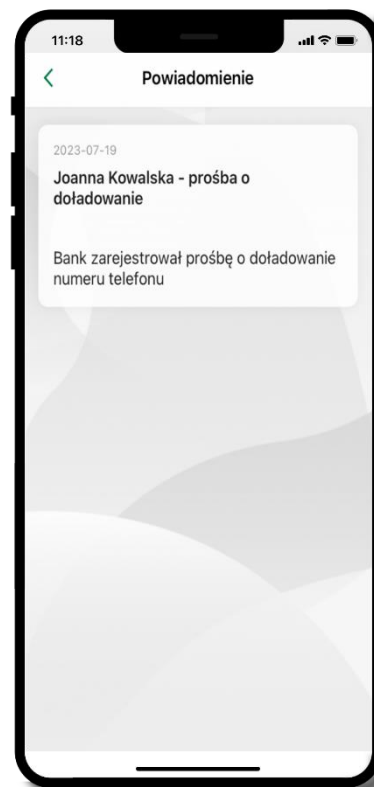 11:18
Powiadomienie
2023-07-19
Joanna Kowalska - prośba o
doładowanie
Bank zarejestrował prośbę o doładowanie
numeru telefonu